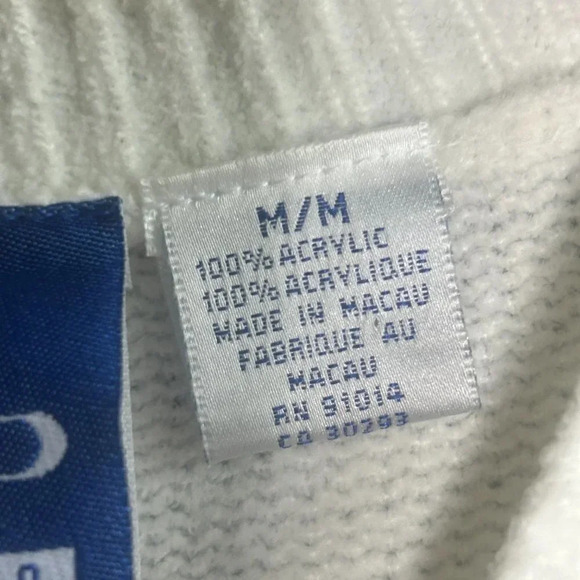 M/M
100% ACRYLIC
100% ACRYLIQUE
MADE IN MACAU
FABRIQUE AU
MACAU
RN 91014
CA 30293